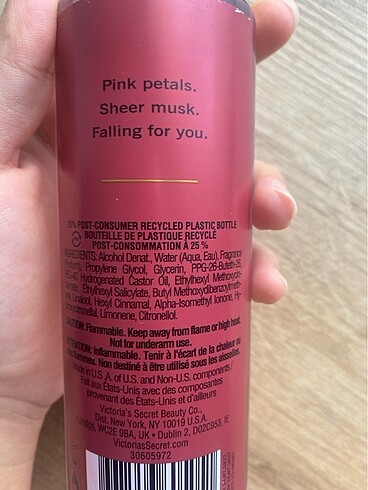 Pink petals.
Sheer musk.
Falling for you.
25% POST-CONSUMER RECYCLED PLASTIC BOTTLE
BOUTEILLE DE PLASTIQUE RECYCLÉ
POST-CONSOMMATION À 25 %
INGREDIENTS: Alcohol Denat., Water (Aqua, Eau), Fragrance
(Parfum), Propylene Glycol, Glycerin, PPG-26-Buteth-26,
PEG-40 Hydrogenated Castor Oil, Ethylhexyl Methoxycin-
Ethylhexyl Salicylate, Butyl Methoxydibenzoylmeth-
Linalool, Hexyl Cinnamal, Alpha-Isomethyl Ionone, Hy-
Limonene, Citronellol.
CAUTION: Flammable. Keep away from flame or high heat.
Not for underarm use.
ATTENTION: Inflammable. Tenir à l'écart de la chaleur ou
Non destiné à être utilisé sous les aisselles.
Made in U.S.A. of U.S. and Non-U.S. components /
Fait aux États-Unis avec des composantes
provenant des États-Unis et d'ailleurs
Victoria's Secret Beauty Co.,
Dist. New York, NY 10019 U.S.A.
WC2E 9BA, UK • Dublin 2, D02C953, IE
VictoriasSecret.com
30605972